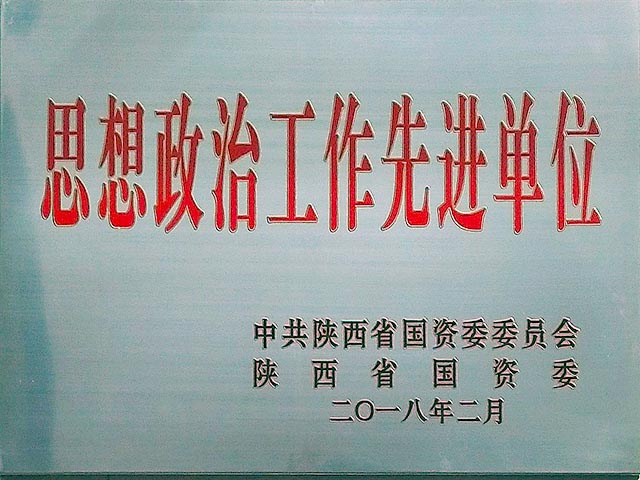 思想政治工作先进单位
中共陕西省国资委委员会
陕西省国资委
二〇一八年二月